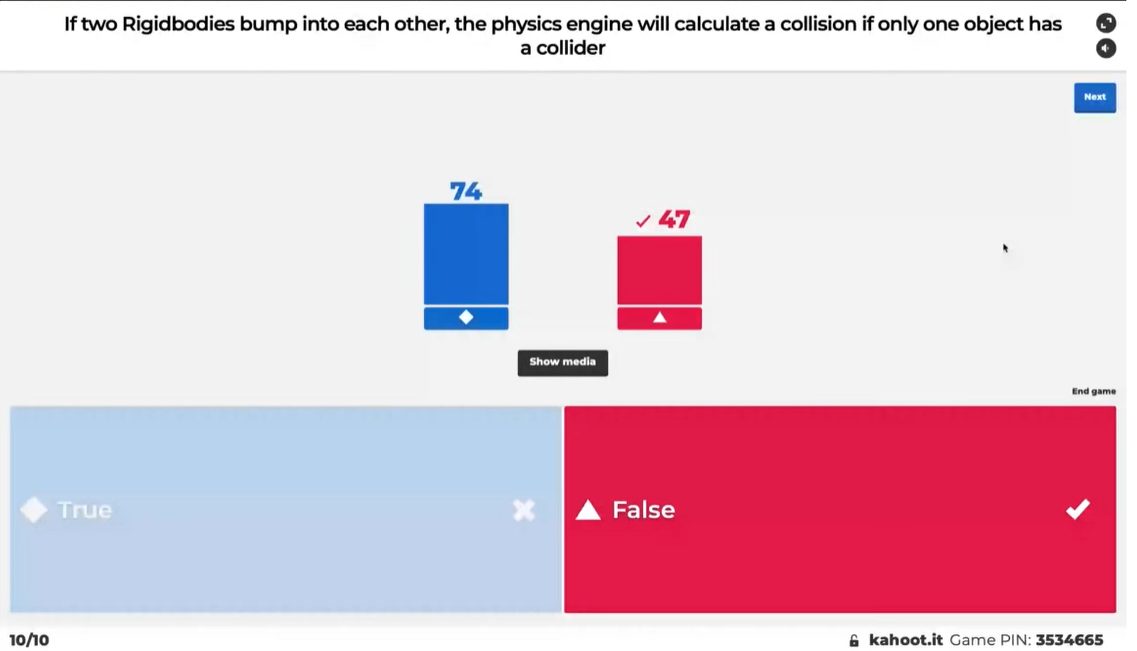 If two Rigidbodies bump into each other, the physics engine will calculate a collision if only one object has
a collider
Next
74
47
Show media
End game
True
False
10/10
kahoot.it Game PIN: 3534665